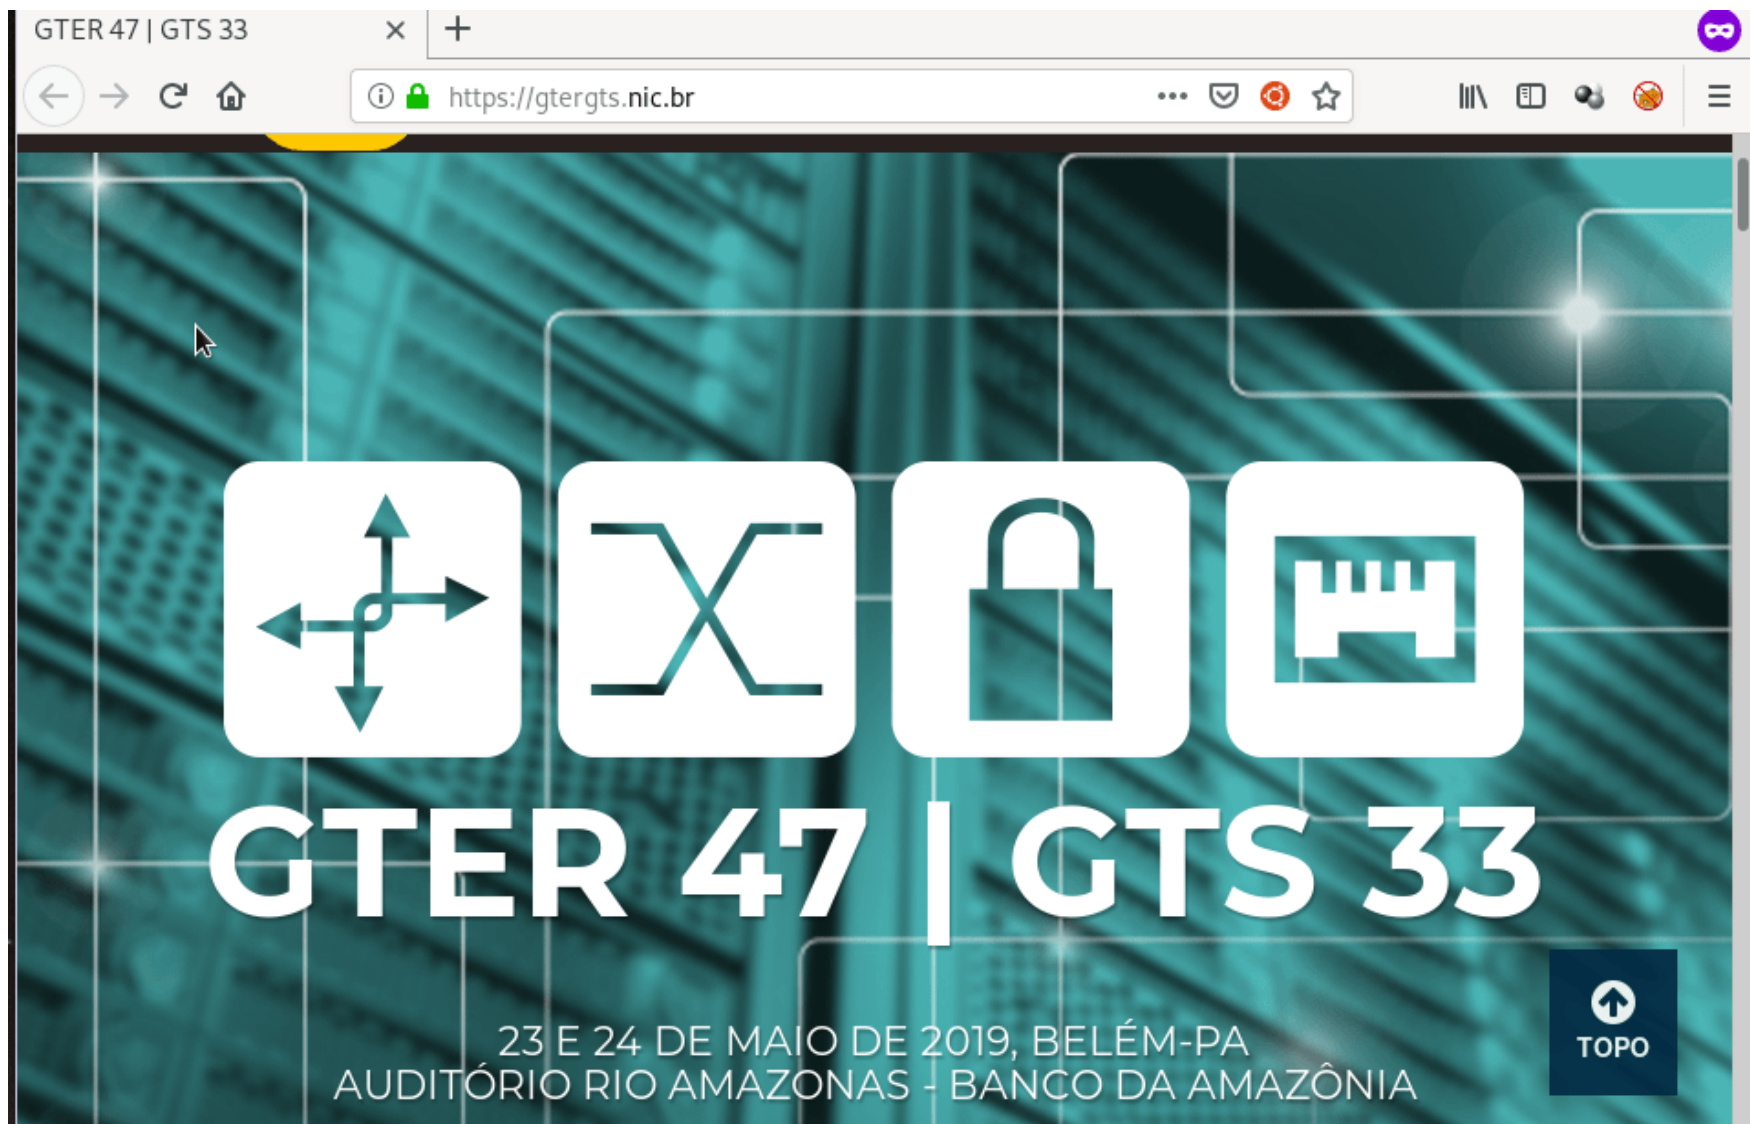 GTER 47 | GTS 33
https://gtergts.nic.br
GTER 47 | GTS 33
23 E 24 DE MAIO DE 2019, BELÉM-PA
AUDITÓRIO RIO AMAZONAS - BANCO DA AMAZÔNIA
TOPO